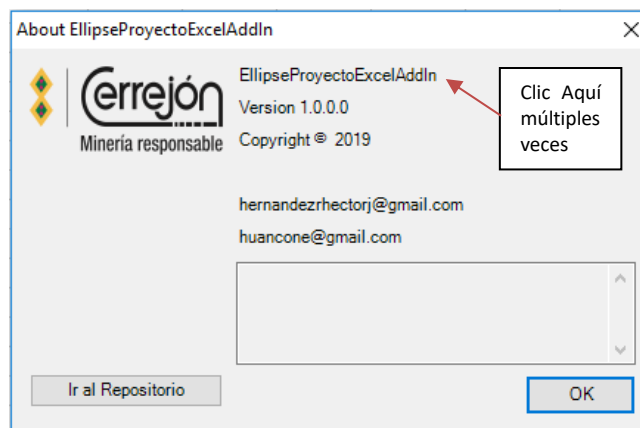 About EllipseProyectoExcelAddIn
Cerrejón
Minería responsable
EllipseProyectoExcelAddIn
Version 1.0.0.0
Copyright © 2019
Clic Aquí
múltiples
veces
hernandezrhectorj@gmail.com
huancone@gmail.com
Ir al Repositorio
OK